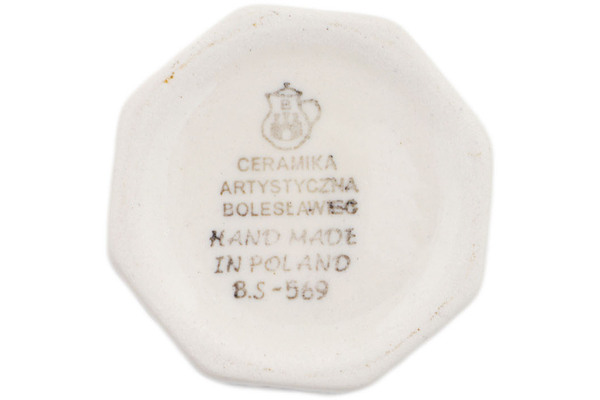 B
CERAMIKA
ARTYSTYCZNA
BOLESŁAWIEC
HAND MADE
IN POLAND
B.S-569